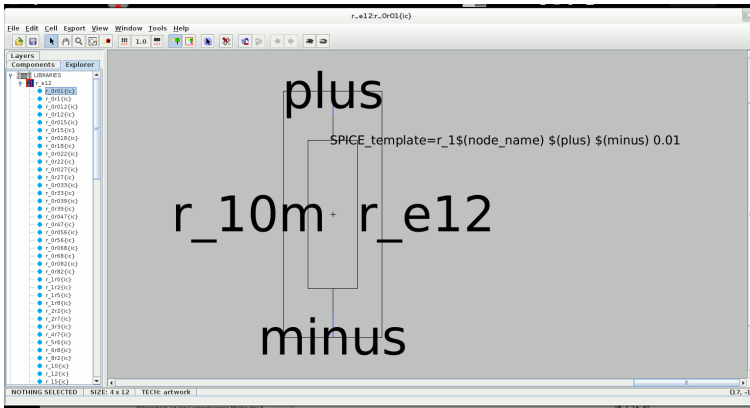 r_e12:r_0r01{ic}
File Edit Cell Export View Window Tools Help
1.0
Layers
Components Explorer
LIBRARIES
r_e12
r_0r01{ic}
r_0r1{ic}
r_0r012{ic}
r_0r12{ic}
r_0r015{ic}
r_0r15{ic}
r_0r018{ic}
r_0r18{ic}
r_0r022{ic}
r_0r22{ic}
r_0r027{ic}
r_0r27{ic}
r_0r033{ic}
r_0r33{ic}
r_0r039{ic}
r_0r39{ic}
r_0r047{ic}
r_0r47{ic}
r_0r056{ic}
r_0r56{ic}
r_0r068{ic}
r_0r68{ic}
r_0r082{ic}
r_0r82{ic}
r_1r0{ic}
r_1r2{ic}
r_1r5{ic}
r_1r8{ic}
r_2r2{ic}
r_2r7{ic}
r_3r3{ic}
r_4r7{ic}
r_5r6{ic}
r_6r8{ic}
r_8r2{ic}
r_10{ic}
r_12{ic}
r_15{ic}
plus
SPICE_template=r_1$(node_name) $(plus) $(minus) 0.01
r_10m r_e12
minus
NOTHING SELECTED SIZE: 4 x 12 TECH: artwork (17, -1